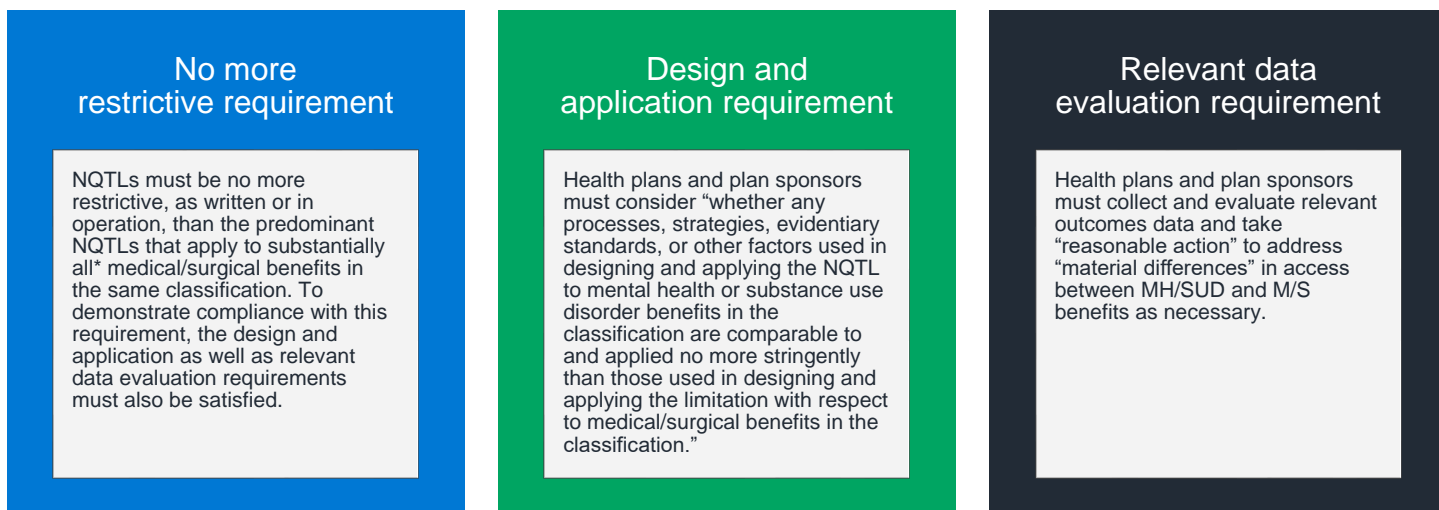 No more
restrictive requirement
NQTLs must be no more
restrictive, as written or in
operation, than the predominant
NQTLs that apply to substantially
all* medical/surgical benefits in
the same classification. To
demonstrate compliance with this
requirement, the design and
application as well as relevant
data evaluation requirements
must also be satisfied.
Design and
application requirement
Health plans and plan sponsors
must consider “whether any
processes, strategies, evidentiary
standards, or other factors used in
designing and applying the NQTL
to mental health or substance use
disorder benefits in the
classification are comparable to
and applied no more stringently
than those used in designing and
applying the limitation with respect
to medical/surgical benefits in the
classification.”
Relevant data
evaluation requirement
Health plans and plan sponsors
must collect and evaluate relevant
outcomes data and take
“reasonable action” to address
“material differences” in access
between MH/SUD and M/S
benefits as necessary.